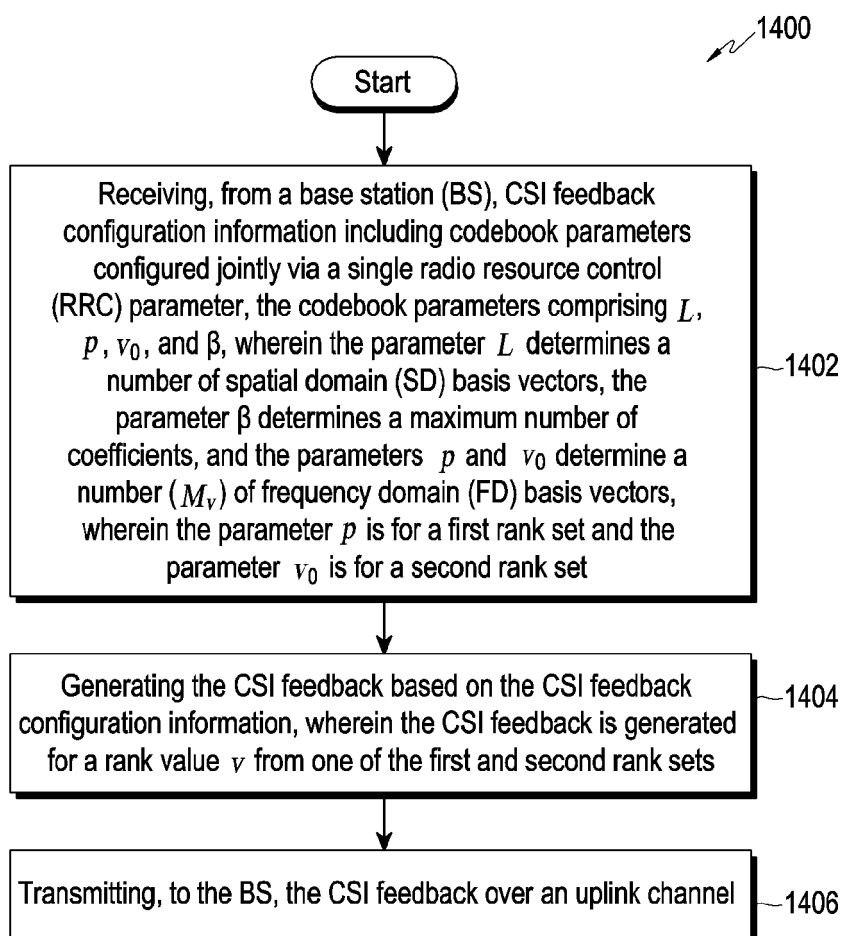 1400
Start
Receiving, from a base station (BS), CSI feedback
configuration information including codebook parameters
configured jointly via a single radio resource control
(RRC) parameter, the codebook parameters comprising L,
p, v₀, and β, wherein the parameter L determines a
number of spatial domain (SD) basis vectors, the
parameter β determines a maximum number of
coefficients, and the parameters p and v₀ determine a
number (Mᵥ) of frequency domain (FD) basis vectors,
wherein the parameter p is for a first rank set and the
parameter v₀ is for a second rank set
1402
Generating the CSI feedback based on the CSI feedback
configuration information, wherein the CSI feedback is generated
for a rank value v from one of the first and second rank sets
1404
Transmitting, to the BS, the CSI feedback over an uplink channel
1406